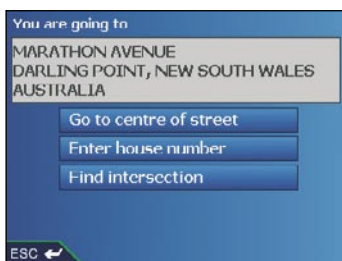 You are going to
MARATHON AVENUE
DARLING POINT, NEW SOUTH WALES
AUSTRALIA
Go to centre of street
Enter house number
Find intersection
ESC